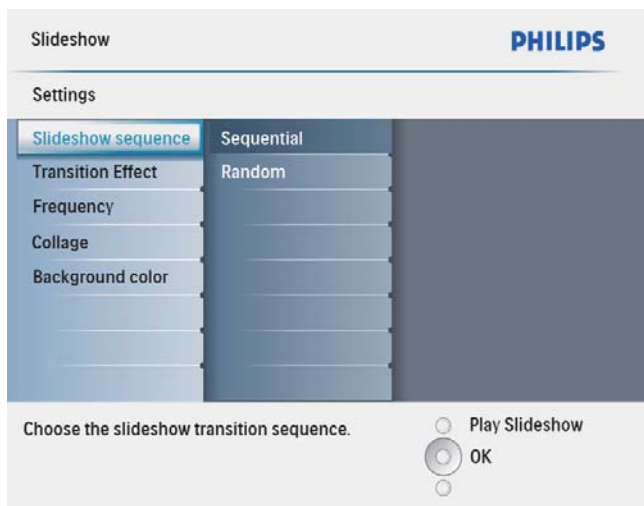 Slideshow
PHILIPS
Settings
Slideshow sequence
Sequential
Transition Effect
Random
Frequency
Collage
Background color
Choose the slideshow transition sequence.
Play Slideshow
OK